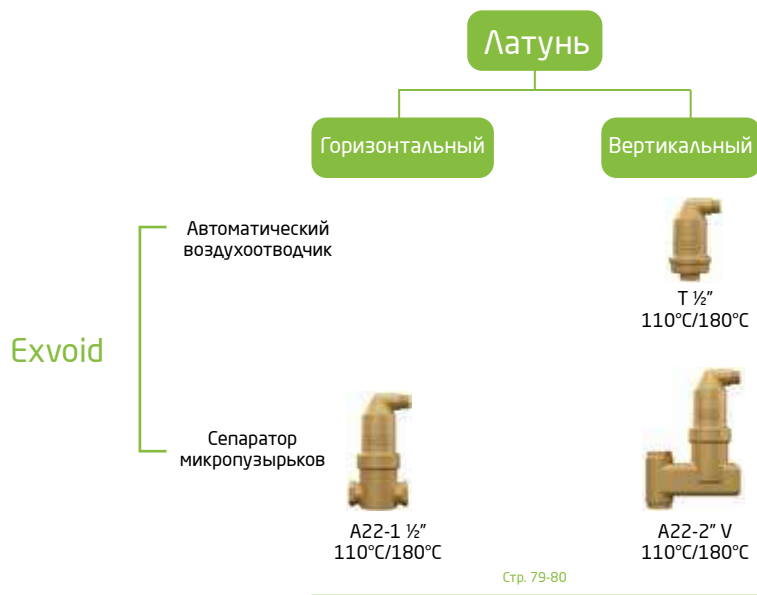 Латунь
Горизонтальный
Вертикальный
Автоматический
воздухоотводчик
T ½"
110°C/180°C
Exvoid
Сепаратор
микропузырьков
A22-1 ½"
110°C/180°C
A22-2" V
110°C/180°C
Стр. 79-80